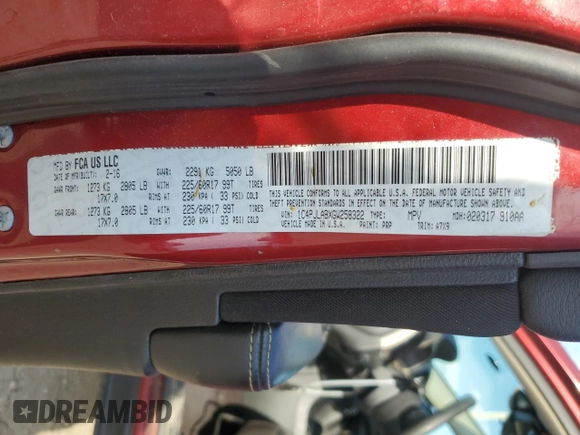 MFD BY FCA US LLC
DATE OF MFR(BUILT): 2-16 GVWR: 2291 KG 5050 LB
GAWR FRONT: 1273 KG 2805 LB WITH 225/60R17 99T TIRES
17X7.0 RIMS AT 230 KPA ( 33 PSI) COLD
GAWR REAR: 1273 KG 2805 LB WITH 225/60R17 99T TIRES
17X7.0 RIMS AT 230 KPA ( 33 PSI) COLD
THIS VEHICLE CONFORMS TO ALL APPLICABLE U.S.A. FEDERAL MOTOR VEHICLE SAFETY AND
THEFT PREVENTION STANDARDS IN EFFECT ON THE DATE OF MANUFACTURE SHOWN ABOVE.
VIN: 1C4PJLABXGW258322 TYPE: MPV MDH: 020317 910AA
VEHICLE MADE IN U.S.A. PAINT: PRP TRIM: A7X9
DREAMBID